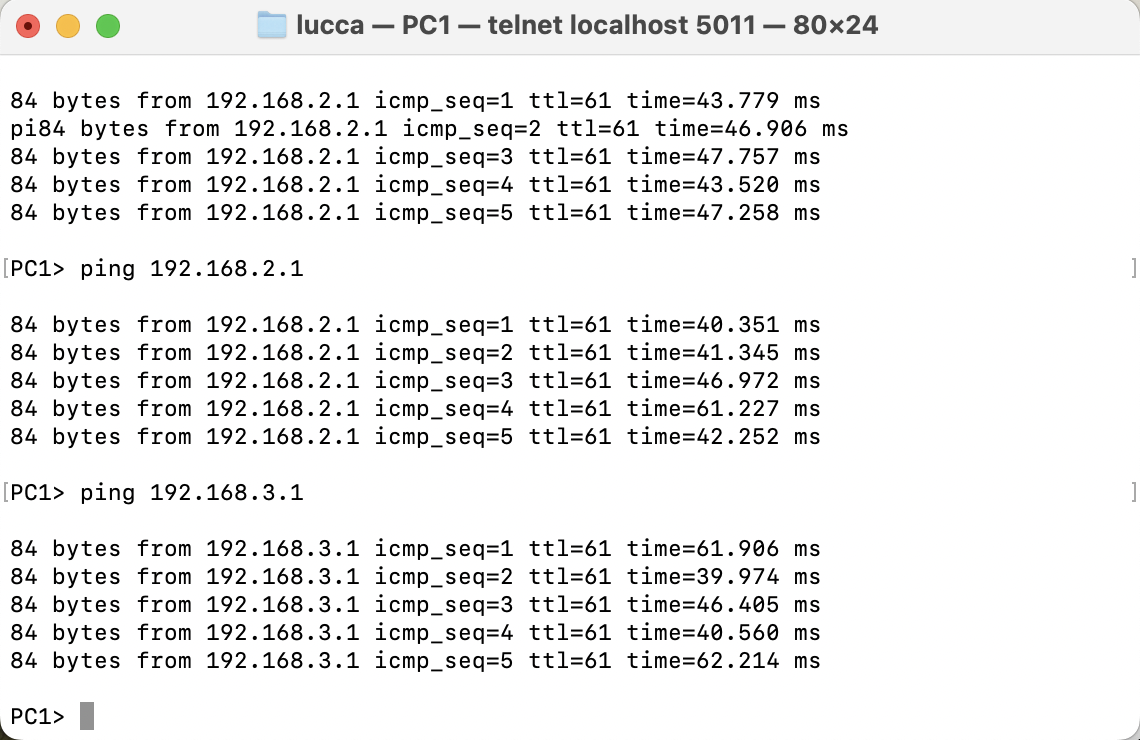 lucca — PC1 — telnet localhost 5011 — 80×24
84 bytes from 192.168.2.1 icmp_seq=1 ttl=61 time=43.779 ms
pi84 bytes from 192.168.2.1 icmp_seq=2 ttl=61 time=46.906 ms
84 bytes from 192.168.2.1 icmp_seq=3 ttl=61 time=47.757 ms
84 bytes from 192.168.2.1 icmp_seq=4 ttl=61 time=43.520 ms
84 bytes from 192.168.2.1 icmp_seq=5 ttl=61 time=47.258 ms
[PC1> ping 192.168.2.1 ]
84 bytes from 192.168.2.1 icmp_seq=1 ttl=61 time=40.351 ms
84 bytes from 192.168.2.1 icmp_seq=2 ttl=61 time=41.345 ms
84 bytes from 192.168.2.1 icmp_seq=3 ttl=61 time=46.972 ms
84 bytes from 192.168.2.1 icmp_seq=4 ttl=61 time=61.227 ms
84 bytes from 192.168.2.1 icmp_seq=5 ttl=61 time=42.252 ms
[PC1> ping 192.168.3.1 ]
84 bytes from 192.168.3.1 icmp_seq=1 ttl=61 time=61.906 ms
84 bytes from 192.168.3.1 icmp_seq=2 ttl=61 time=39.974 ms
84 bytes from 192.168.3.1 icmp_seq=3 ttl=61 time=46.405 ms
84 bytes from 192.168.3.1 icmp_seq=4 ttl=61 time=40.560 ms
84 bytes from 192.168.3.1 icmp_seq=5 ttl=61 time=62.214 ms
PC1>